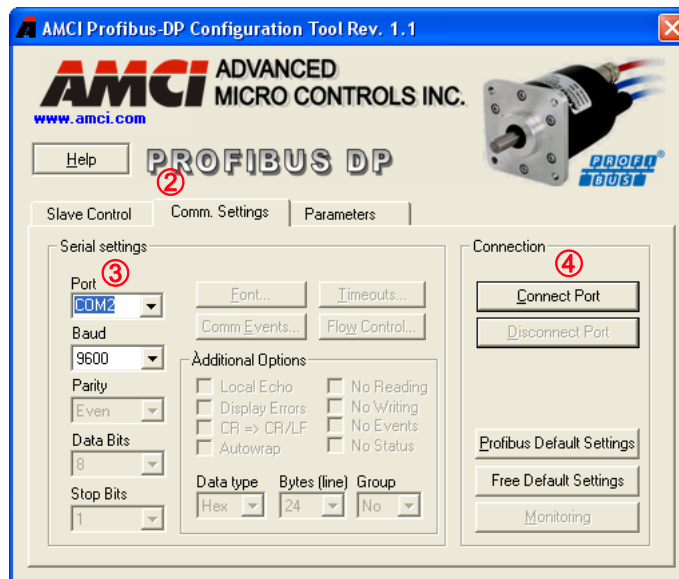 AMCI Profibus-DP Configuration Tool Rev. 1.1
AMCI ADVANCED
MICRO CONTROLS INC.
www.amci.com
Help
PROFIBUS DP
PROFI
BUS
②
Slave Control
Comm. Settings
Parameters
Serial settings
③
Port
COM2
Baud
9600
Parity
Even
Data Bits
8
Stop Bits
1
Font...
Timeouts...
Comm Events...
Flow Control...
Additional Options
Local Echo
No Reading
Display Errors
No Writing
CR => CR/LF
No Events
Autowrap
No Status
Data type
Bytes (line)
Group
Hex
24
No
Connection
④
Connect Port
Disconnect Port
Profibus Default Settings
Free Default Settings
Monitoring